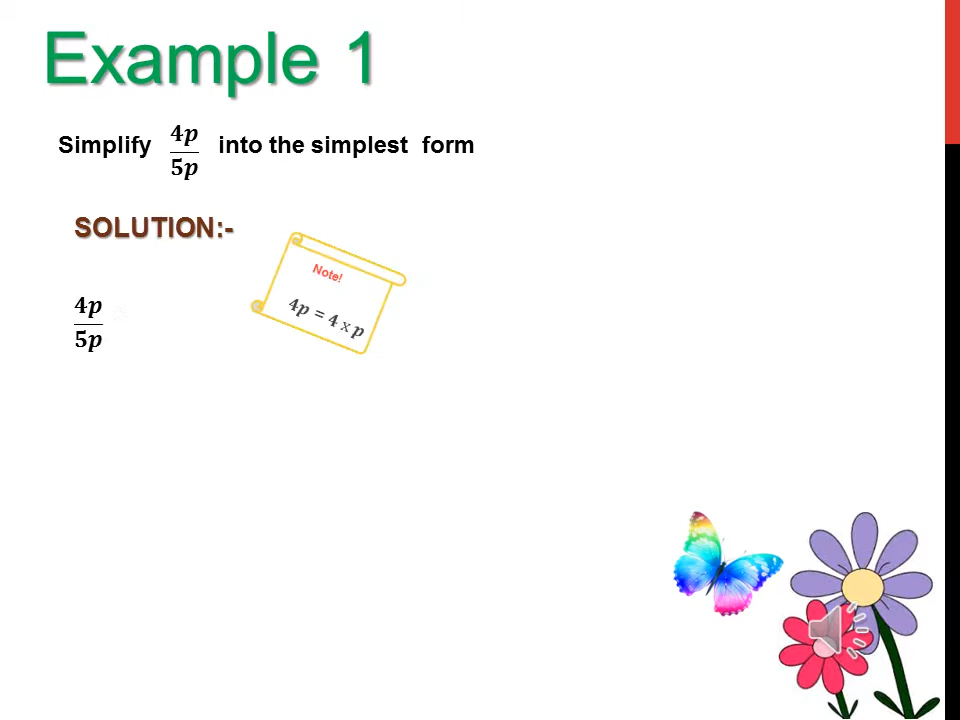 Example 1
Simplify 4p/5p into the simplest form
SOLUTION:-
Note!
4p = 4 x p
4p/5p